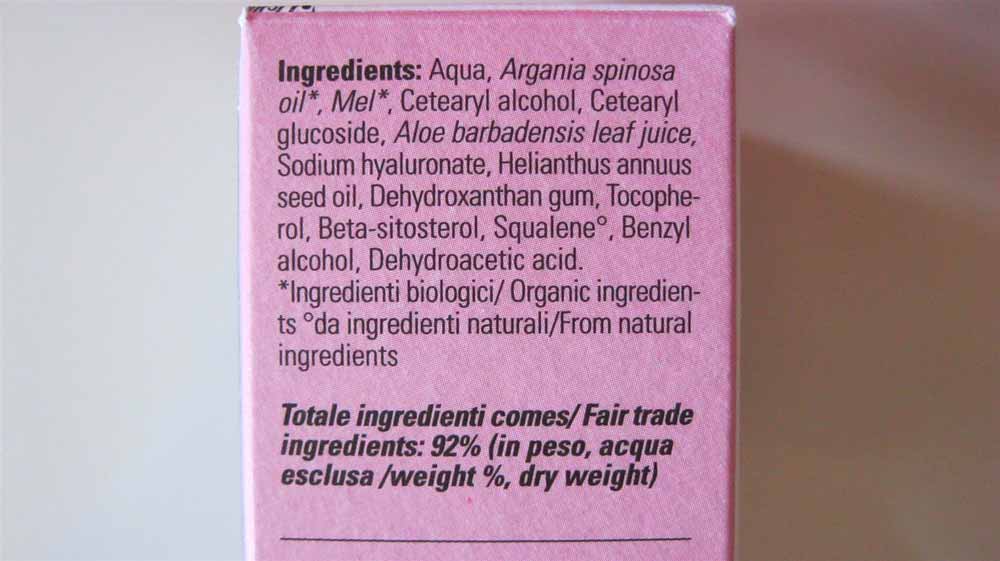 Ingredients: Aqua, Argania spinosa
oil*, Mel*, Cetearyl alcohol, Cetearyl
glucoside, Aloe barbadensis leaf juice,
Sodium hyaluronate, Helianthus annuus
seed oil, Dehydroxanthan gum, Tocophe-
rol, Beta-sitosterol, Squalene°, Benzyl
alcohol, Dehydroacetic acid.
*Ingredienti biologici/ Organic ingredien-
ts °da ingredienti naturali/From natural
ingredients
Totale ingredienti comes/ Fair trade
ingredients: 92% (in peso, acqua
esclusa /weight %, dry weight)